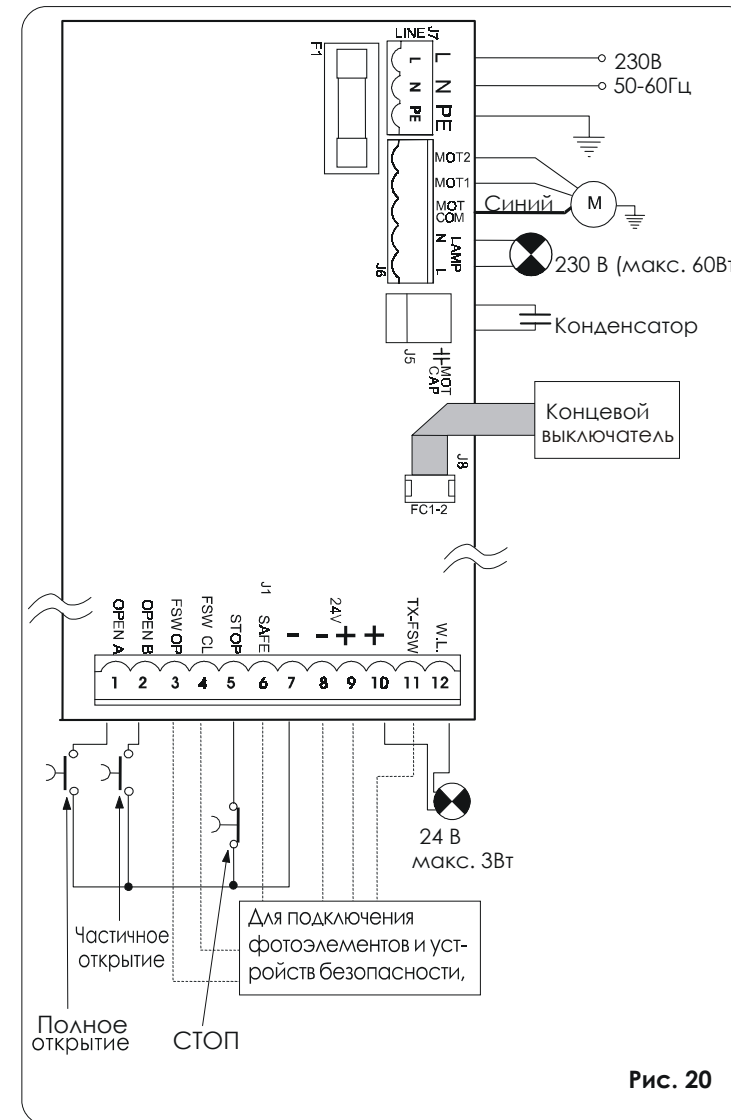 LINE J7
F1
L
N
PE
L N PE
230В
50-60Гц
MOT2
MOT1
MOT
COM
Синий
M
N LAMP L
J6
230 В (макс. 60Вт
Конденсатор
J5
MOT
CAP
Концевой
выключатель
J8
FC1-2
J1
24V
OPEN A OPEN B FSW OP FSW CL STOP SAFE - - + + TX-FSW W.L.
1 2 3 4 5 6 7 8 9 10 11 12
24 В
макс. 3Вт
Для подключения
фотоэлементов и уст-
ройств безопасности,
Частичное
открытие
Полное
открытие
СТОП
Рис. 20